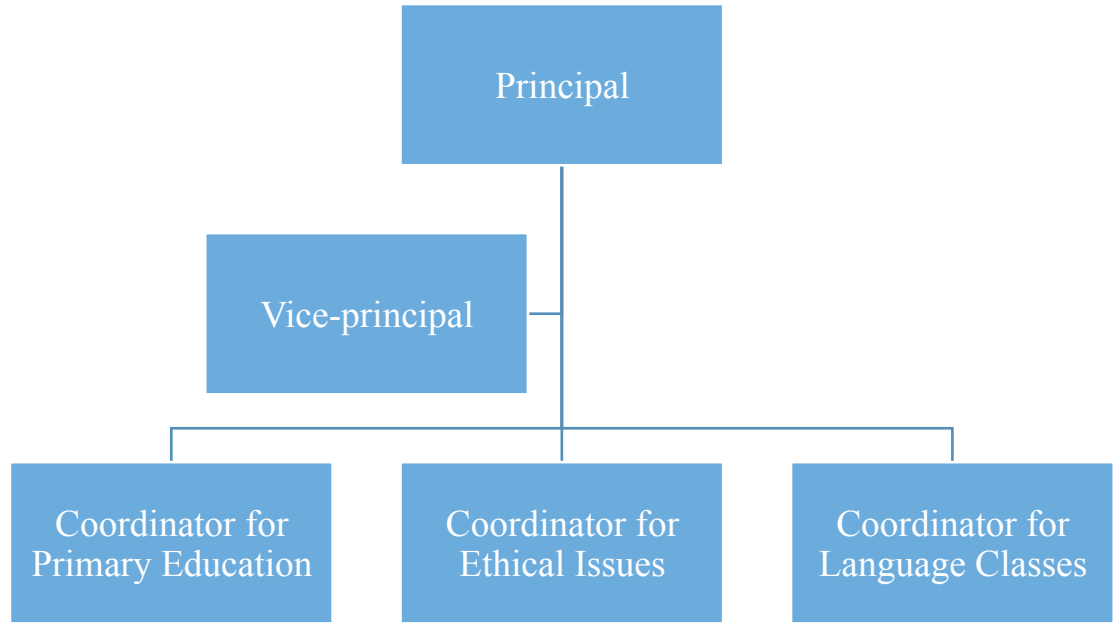 Principal
Vice-principal
Coordinator for
Primary Education
Coordinator for
Ethical Issues
Coordinator for
Language Classes